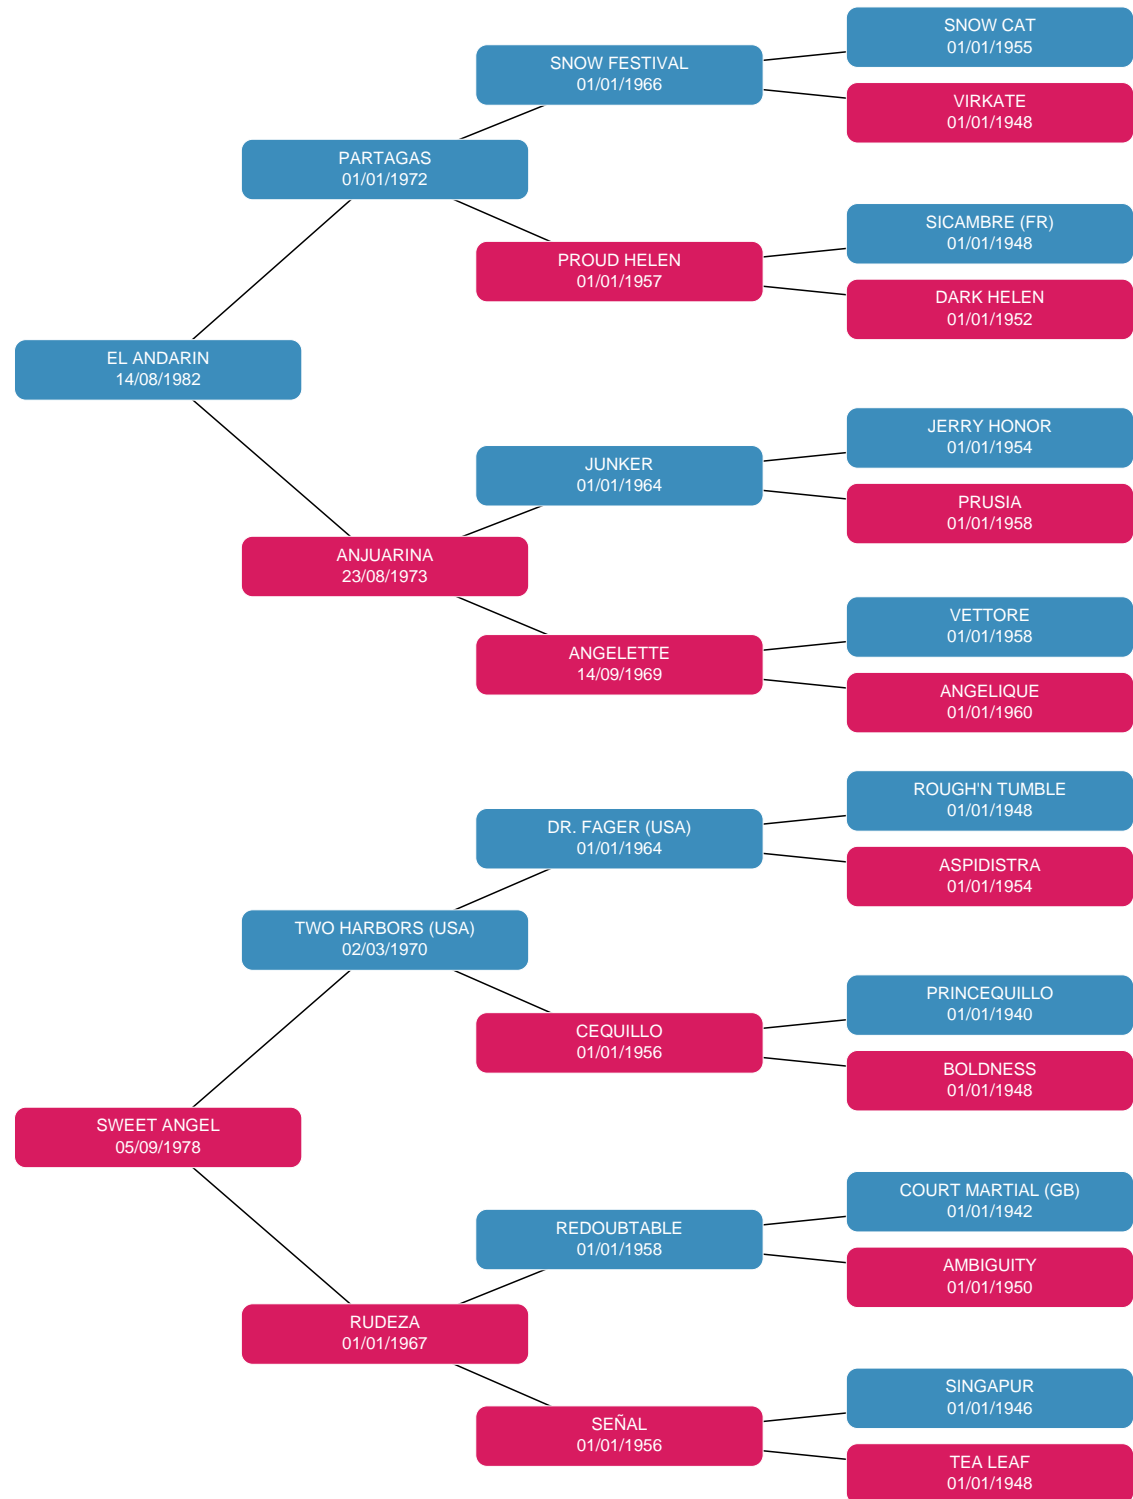 SNOW CAT
01/01/1955
SNOW FESTIVAL
01/01/1966
VIRKATE
01/01/1948
PARTAGAS
01/01/1972
SICAMBRE (FR)
01/01/1948
PROUD HELEN
01/01/1957
DARK HELEN
01/01/1952
EL ANDARIN
14/08/1982
JERRY HONOR
01/01/1954
JUNKER
01/01/1964
PRUSIA
01/01/1958
ANJUARINA
23/08/1973
VETTORE
01/01/1958
ANGELETTE
14/09/1969
ANGELIQUE
01/01/1960
ROUGH'N TUMBLE
01/01/1948
DR. FAGER (USA)
01/01/1964
ASPIDISTRA
01/01/1954
TWO HARBORS (USA)
02/03/1970
PRINCEQUILLO
01/01/1940
CEQUILLO
01/01/1956
BOLDNESS
01/01/1948
SWEET ANGEL
05/09/1978
COURT MARTIAL (GB)
01/01/1942
REDOUBTABLE
01/01/1958
AMBIGUITY
01/01/1950
RUDEZA
01/01/1967
SINGAPUR
01/01/1946
SEÑAL
01/01/1956
TEA LEAF
01/01/1948